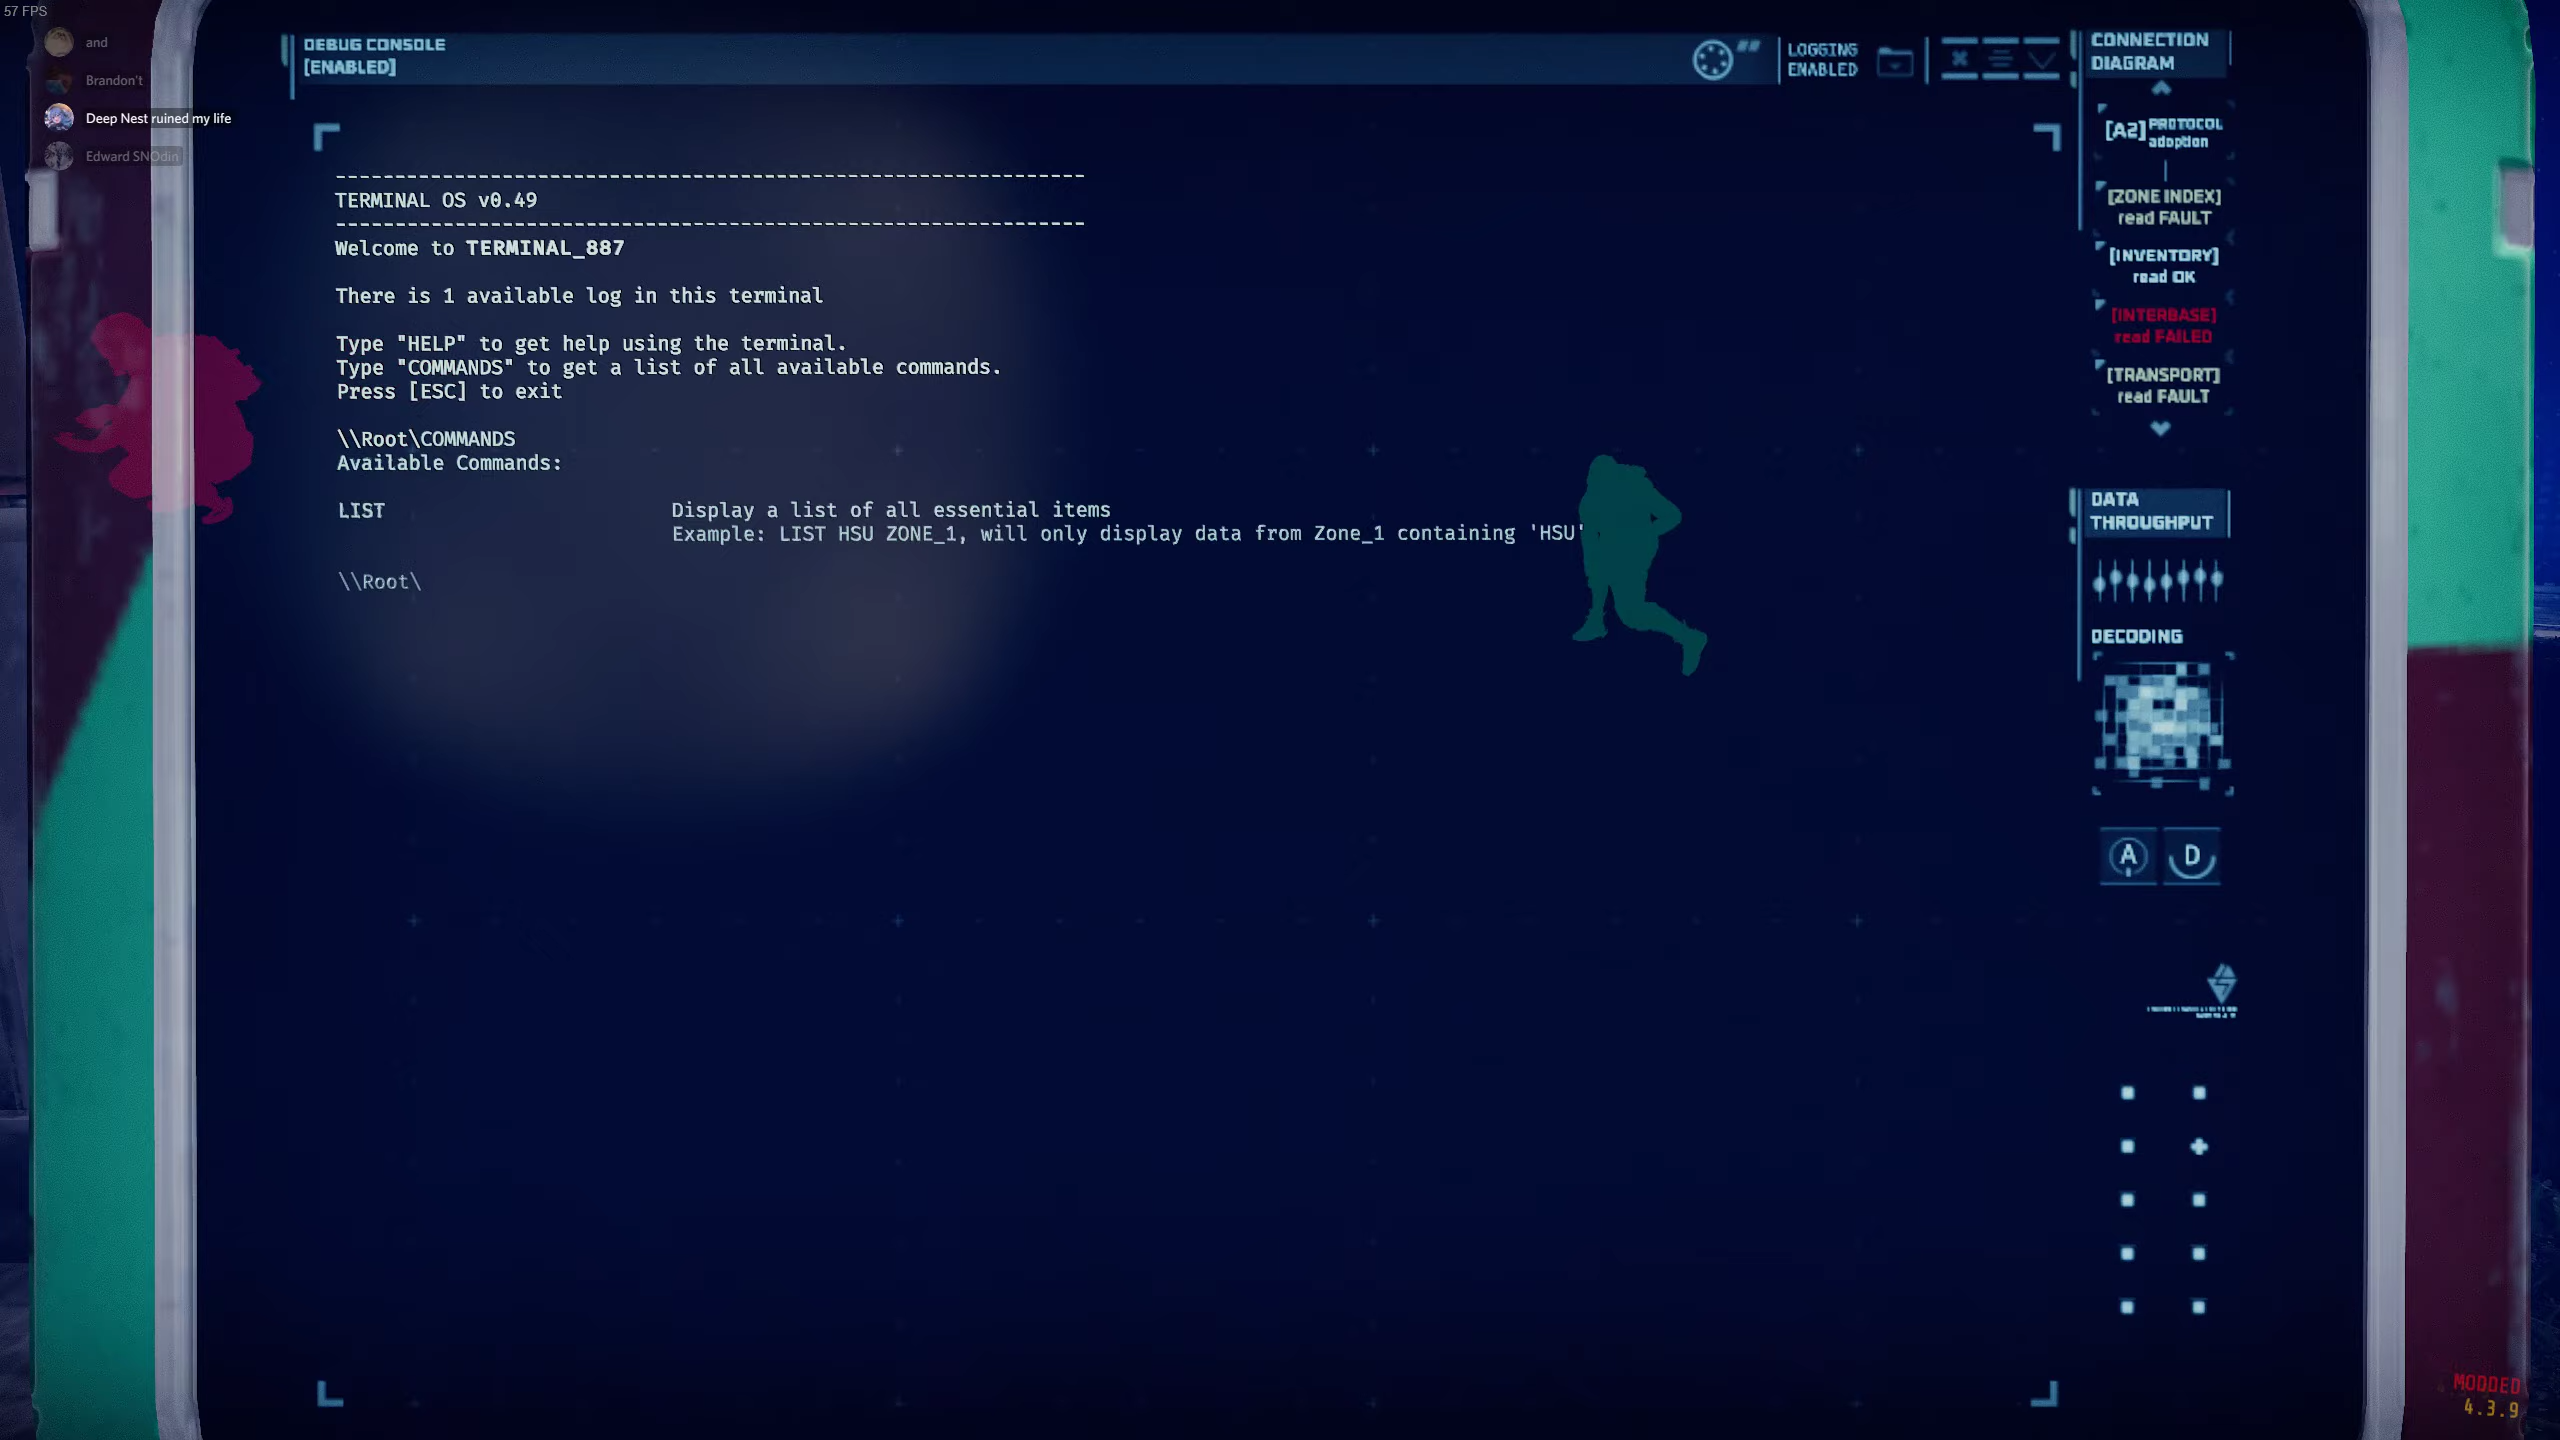 57 FPS
and
Brandon't
Deep Nest ruined my life
Edward SNOdin
DEBUG CONSOLE
[ENABLED]
LOGGING
ENABLED
--------------------------------------------------------------
TERMINAL OS v0.49
--------------------------------------------------------------
Welcome to TERMINAL_887
There is 1 available log in this terminal
Type "HELP" to get help using the terminal.
Type "COMMANDS" to get a list of all available commands.
Press [ESC] to exit
\\Root\COMMANDS
Available Commands:
LIST Display a list of all essential items
Example: LIST HSU ZONE_1, will only display data from Zone_1 containing 'HSU'
\\Root\
CONNECTION
DIAGRAM
[A2] PROTOCOL
adoption
[ZONE INDEX]
read FAULT
[INVENTORY]
read OK
[INTERBASE]
read FAILED
[TRANSPORT]
read FAULT
DATA
THROUGHPUT
DECODING
A D
MODDED
4.3.9